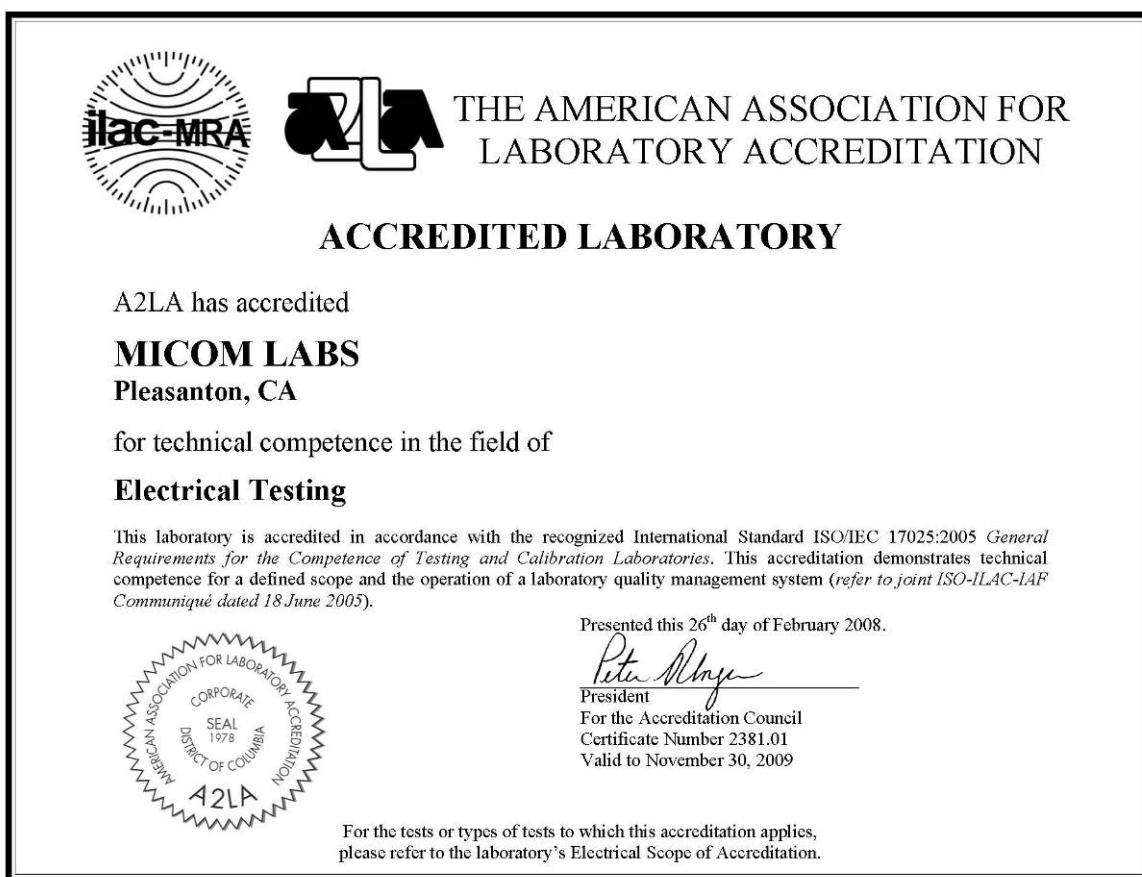 ilac-MRA
A2LA
THE AMERICAN ASSOCIATION FOR
LABORATORY ACCREDITATION
ACCREDITED LABORATORY
A2LA has accredited
MICOM LABS
Pleasanton, CA
for technical competence in the field of
Electrical Testing
This laboratory is accredited in accordance with the recognized International Standard ISO/IEC 17025:2005 General
Requirements for the Competence of Testing and Calibration Laboratories. This accreditation demonstrates technical
competence for a defined scope and the operation of a laboratory quality management system (refer to joint ISO-ILAC-IAF
Communiqué dated 18 June 2005).
Presented this 26th day of February 2008.
Peter
President
For the Accreditation Council
Certificate Number 2381.01
Valid to November 30, 2009
AMERICAN ASSOCIATION FOR LABORATORY ACCREDITATION
CORPORATE
SEAL
1978
DISTRICT OF COLUMBIA
A2LA
For the tests or types of tests to which this accreditation applies,
please refer to the laboratory's Electrical Scope of Accreditation.